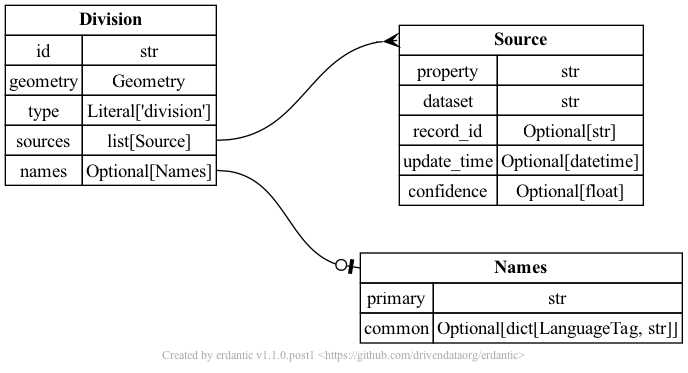 Division
id str
geometry Geometry
type Literal['division']
sources list[Source]
names Optional[Names]
Source
property str
dataset str
record_id Optional[str]
update_time Optional[datetime]
confidence Optional[float]
Names
primary str
common Optional[dict[LanguageTag, str]]
Created by erdantic v1.1.0.post1 <https://github.com/drivendataorg/erdantic>